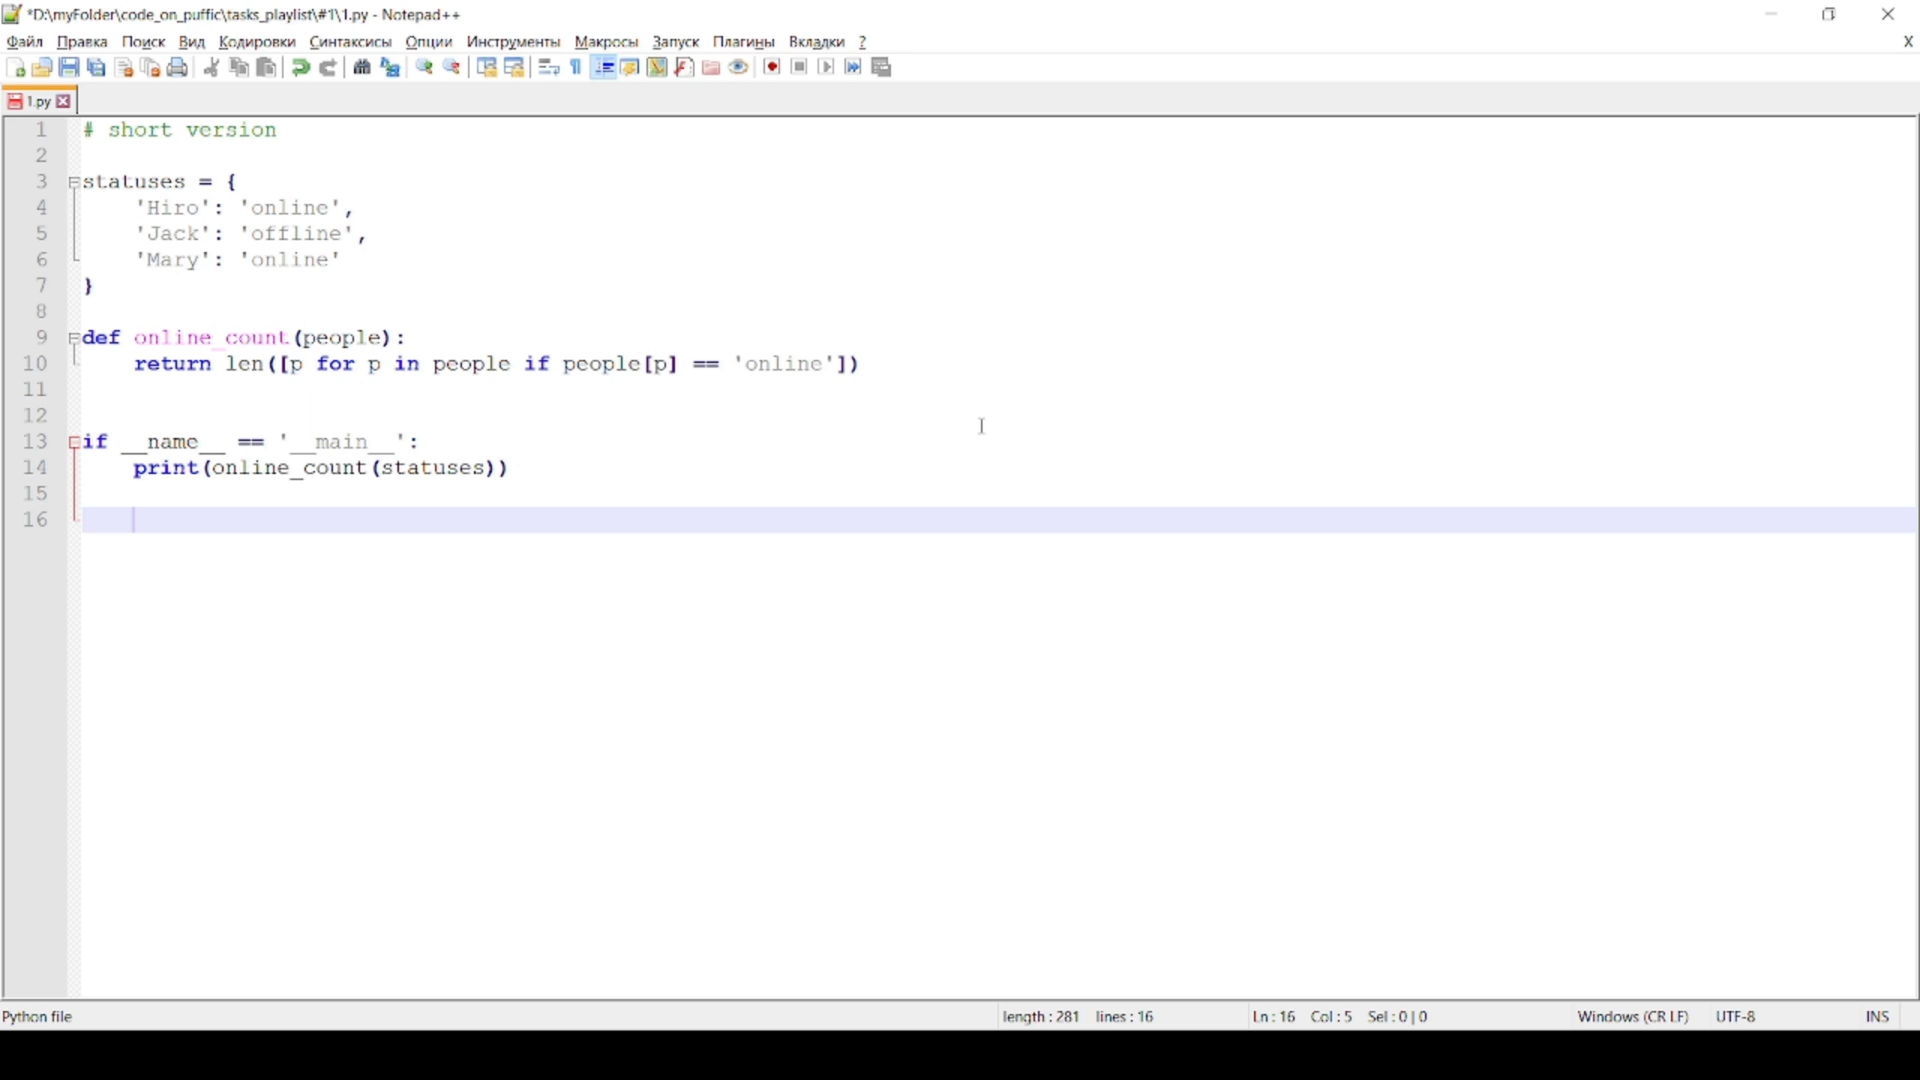 *D:\myFolder\code_on_puffic\tasks_playlist\#1\1.py - Notepad++
Файл Правка Поиск Вид Кодировки Синтаксисы Опции Инструменты Макросы Запуск Плагины Вкладки ? X
1.py
1 # short version
2
3 statuses = {
4     'Hiro': 'online',
5     'Jack': 'offline',
6     'Mary': 'online'
7 }
8
9 def online_count(people):
10     return len([p for p in people if people[p] == 'online'])
11
12
13 if __name__ == '__main__':
14     print(online_count(statuses))
15
16
Python file length : 281 lines : 16 Ln : 16 Col : 5 Sel : 0 | 0 Windows (CR LF) UTF-8 INS